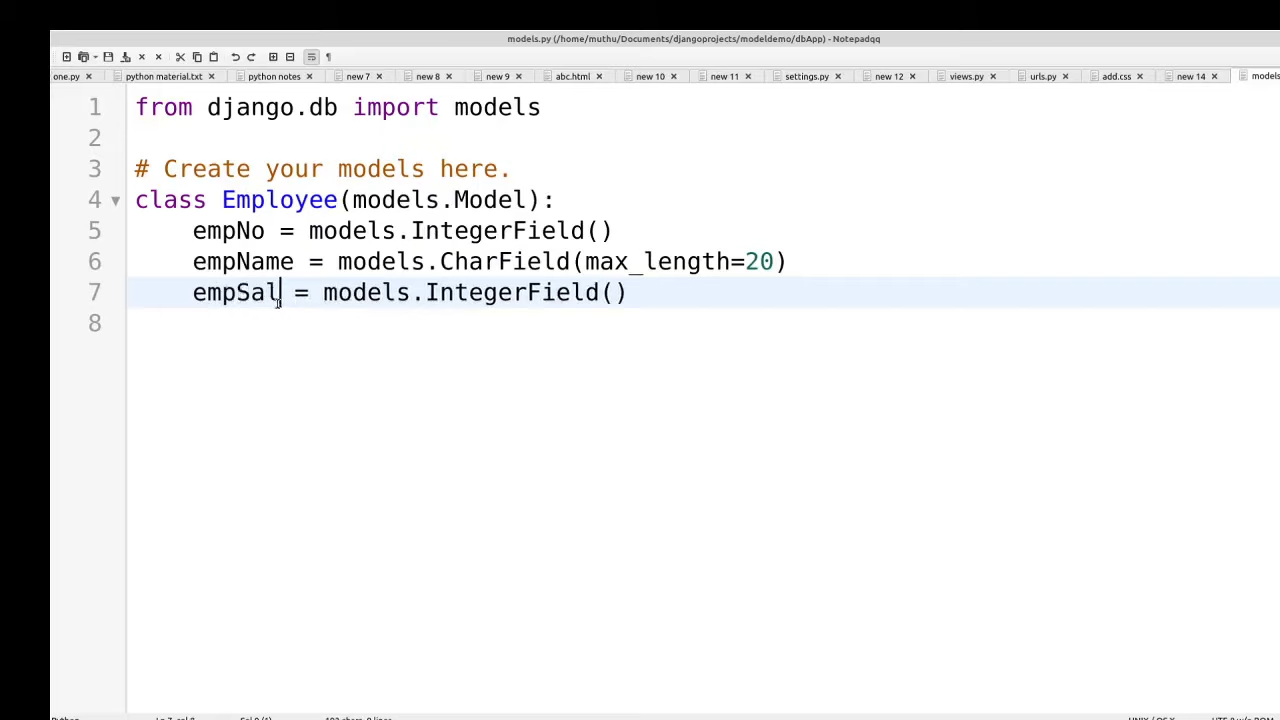 models.py (/home/muthu/Documents/djangoprojects/modeldemo/dbApp) - Notepadqq
one.py python material.txt python notes new 7 new 8 new 9 abc.html new 10 new 11 settings.py new 12 views.py urls.py add.css new 14 models
1 from django.db import models
2
3 # Create your models here.
4 class Employee(models.Model):
5 empNo = models.IntegerField()
6 empName = models.CharField(max_length=20)
7 empSal = models.IntegerField()
8